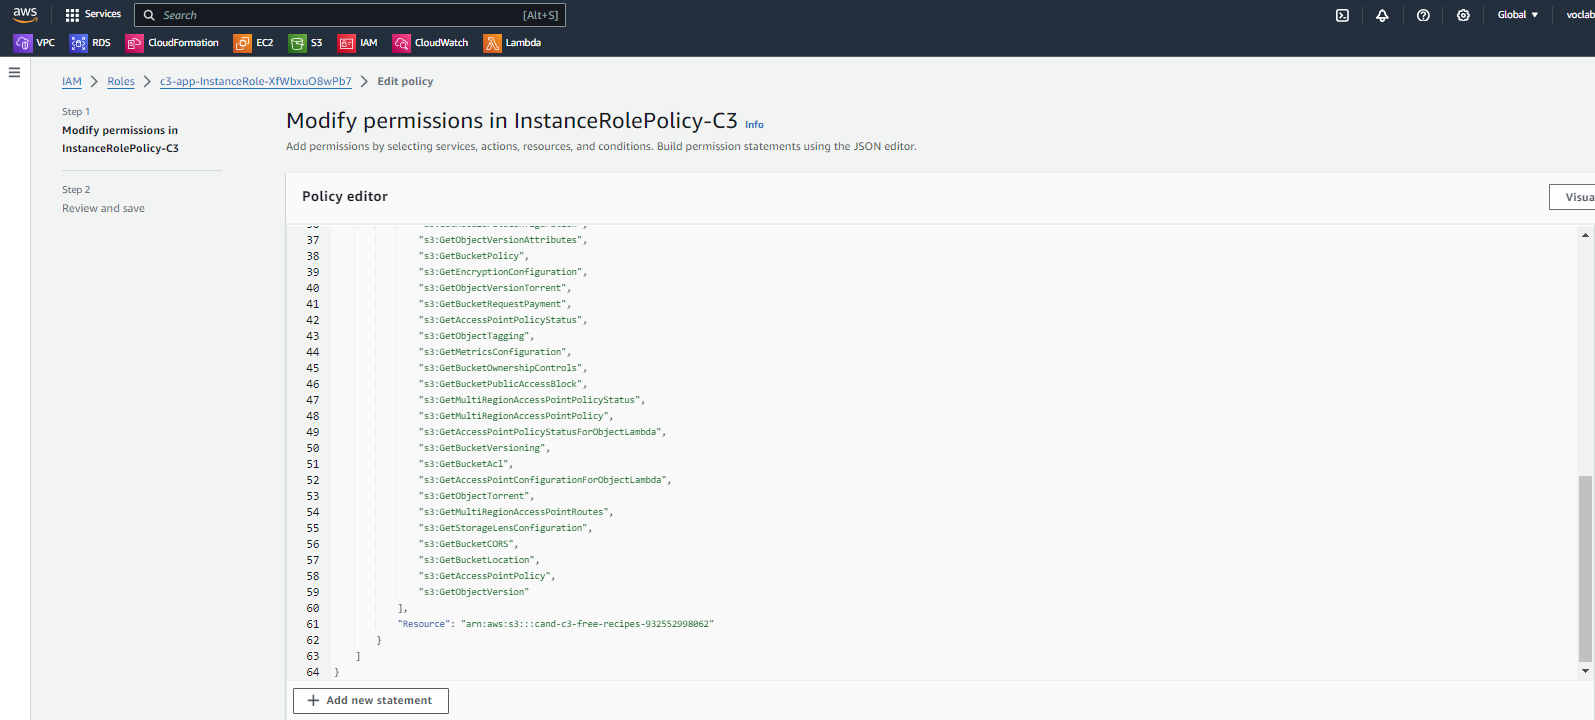 aws
Services
Search
[Alt+S]
Global
voclab
VPC
RDS
CloudFormation
EC2
S3
IAM
CloudWatch
Lambda
IAM > Roles > c3-app-InstanceRole-XfWbxuO8wPb7 > Edit policy
Step 1
Modify permissions in
InstanceRolePolicy-C3
Step 2
Review and save
Modify permissions in InstanceRolePolicy-C3 Info
Add permissions by selecting services, actions, resources, and conditions. Build permission statements using the JSON editor.
Policy editor
Visua
37 "s3:GetObjectVersionAttributes",
38 "s3:GetBucketPolicy",
39 "s3:GetEncryptionConfiguration",
40 "s3:GetObjectVersionTorrent",
41 "s3:GetBucketRequestPayment",
42 "s3:GetAccessPointPolicyStatus",
43 "s3:GetObjectTagging",
44 "s3:GetMetricsConfiguration",
45 "s3:GetBucketOwnershipControls",
46 "s3:GetBucketPublicAccessBlock",
47 "s3:GetMultiRegionAccessPointPolicyStatus",
48 "s3:GetMultiRegionAccessPointPolicy",
49 "s3:GetAccessPointPolicyStatusForObjectLambda",
50 "s3:GetBucketVersioning",
51 "s3:GetBucketAcl",
52 "s3:GetAccessPointConfigurationForObjectLambda",
53 "s3:GetObjectTorrent",
54 "s3:GetMultiRegionAccessPointRoutes",
55 "s3:GetStorageLensConfiguration",
56 "s3:GetBucketCORS",
57 "s3:GetBucketLocation",
58 "s3:GetAccessPointPolicy",
59 "s3:GetObjectVersion"
60 ],
61 "Resource": "arn:aws:s3:::cand-c3-free-recipes-932552998062"
62 }
63 ]
64 }
+ Add new statement